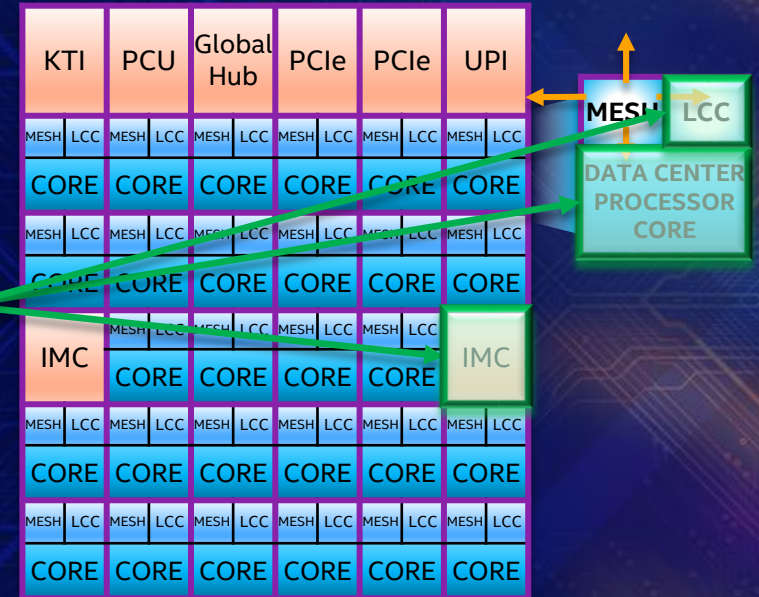 KTI PCU Global Hub PCIe PCIe UPI
MESH LCC MESH LCC MESH LCC MESH LCC MESH LCC MESH LCC
CORE CORE CORE CORE CORE CORE
MESH LCC MESH LCC MESH LCC MESH LCC MESH LCC MESH LCC
CORE CORE CORE CORE CORE CORE
IMC MESH LCC MESH LCC MESH LCC MESH LCC IMC
CORE CORE CORE CORE
MESH LCC MESH LCC MESH LCC MESH LCC MESH LCC MESH LCC
CORE CORE CORE CORE CORE CORE
MESH LCC MESH LCC MESH LCC MESH LCC MESH LCC MESH LCC
CORE CORE CORE CORE CORE CORE
MESH LCC
DATA CENTER
PROCESSOR
CORE